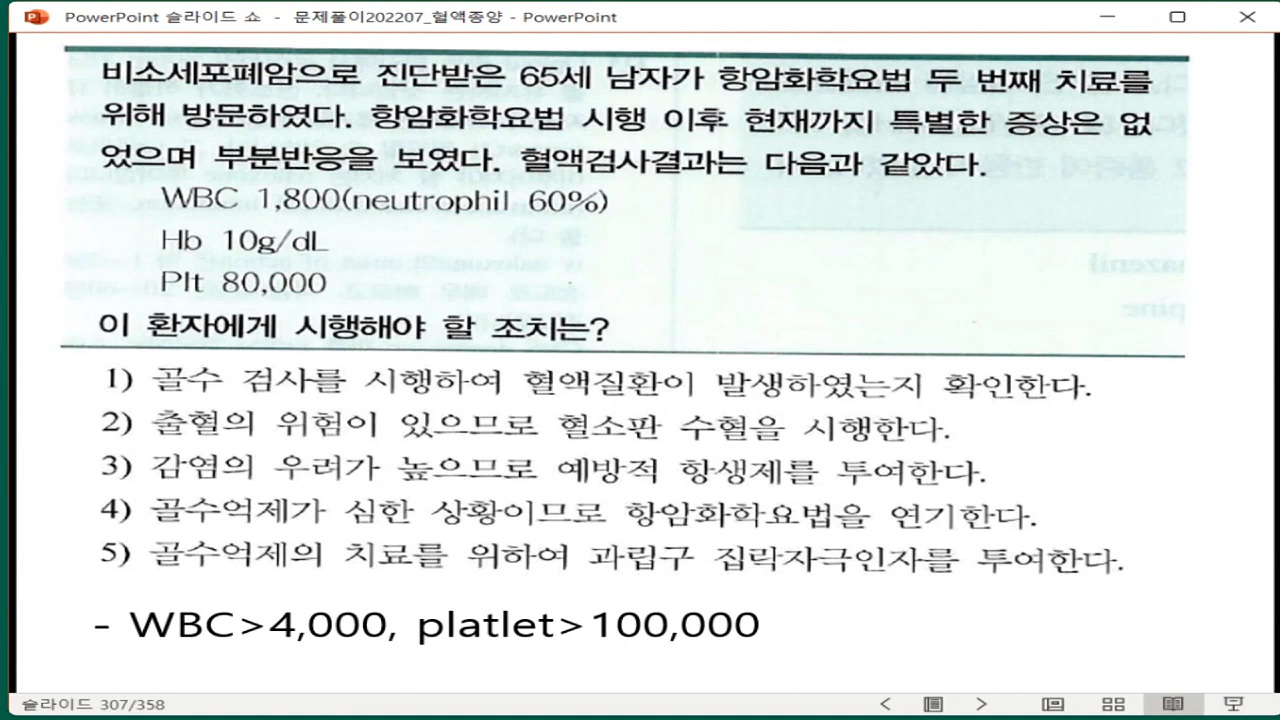 PowerPoint 슬라이드 쇼 - 문제풀이202207_혈액종양 - PowerPoint
비소세포폐암으로 진단받은 65세 남자가 항암화학요법 두 번째 치료를
위해 방문하였다. 항암화학요법 시행 이후 현재까지 특별한 증상은 없
었으며 부분반응을 보였다. 혈액검사결과는 다음과 같았다.
WBC 1,800(neutrophil 60%)
Hb 10g/dL
Plt 80,000
이 환자에게 시행해야 할 조치는?
1) 골수 검사를 시행하여 혈액질환이 발생하였는지 확인한다.
2) 출혈의 위험이 있으므로 혈소판 수혈을 시행한다.
3) 감염의 우려가 높으므로 예방적 항생제를 투여한다.
4) 골수억제가 심한 상황이므로 항암화학요법을 연기한다.
5) 골수억제의 치료를 위하여 과립구 집락자극인자를 투여한다.
- WBC>4,000, platlet>100,000
슬라이드 307/358